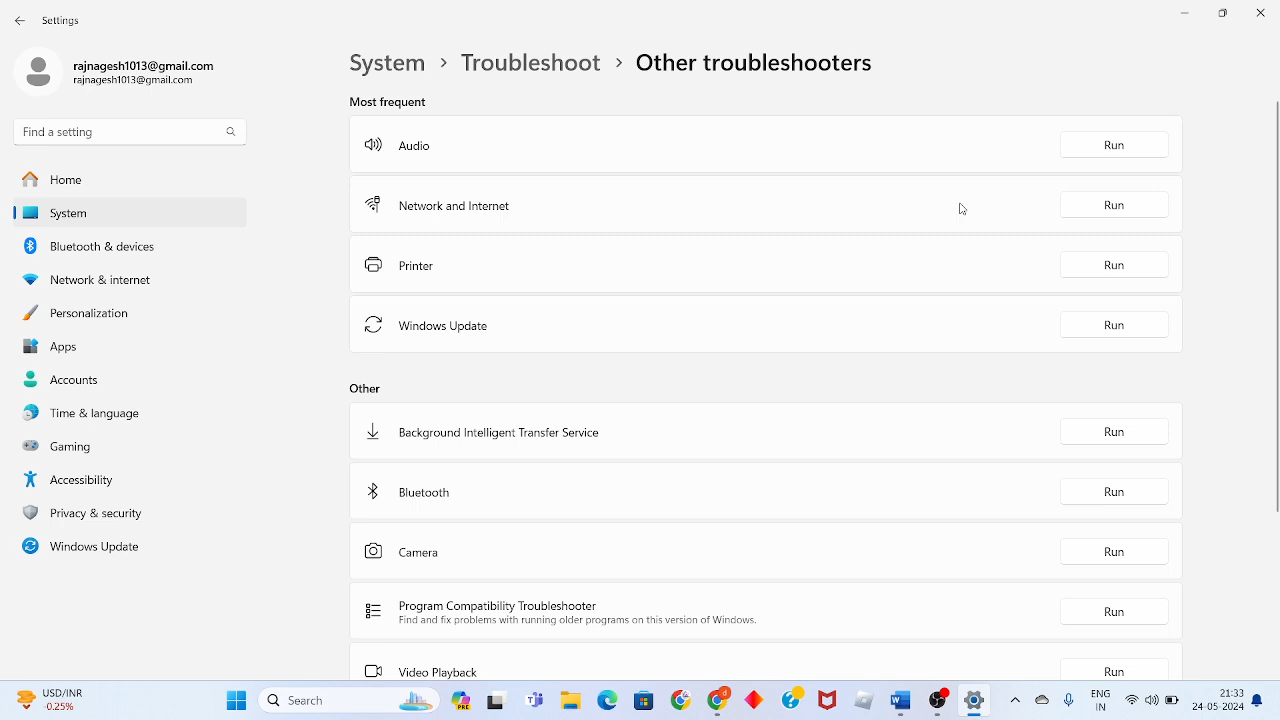 Settings
rajnagesh1013@gmail.com
rajnagesh1013@gmail.com
Find a setting
Home
System
Bluetooth & devices
Network & internet
Personalization
Apps
Accounts
Time & language
Gaming
Accessibility
Privacy & security
Windows Update
System > Troubleshoot > Other troubleshooters
Most frequent
Audio Run
Network and Internet Run
Printer Run
Windows Update Run
Other
Background Intelligent Transfer Service Run
Bluetooth Run
Camera Run
Program Compatibility Troubleshooter Run
Find and fix problems with running older programs on this version of Windows.
Video Playback Run
USD/INR
-0.25%
Search
ENG
IN
21:33
24-05-2024